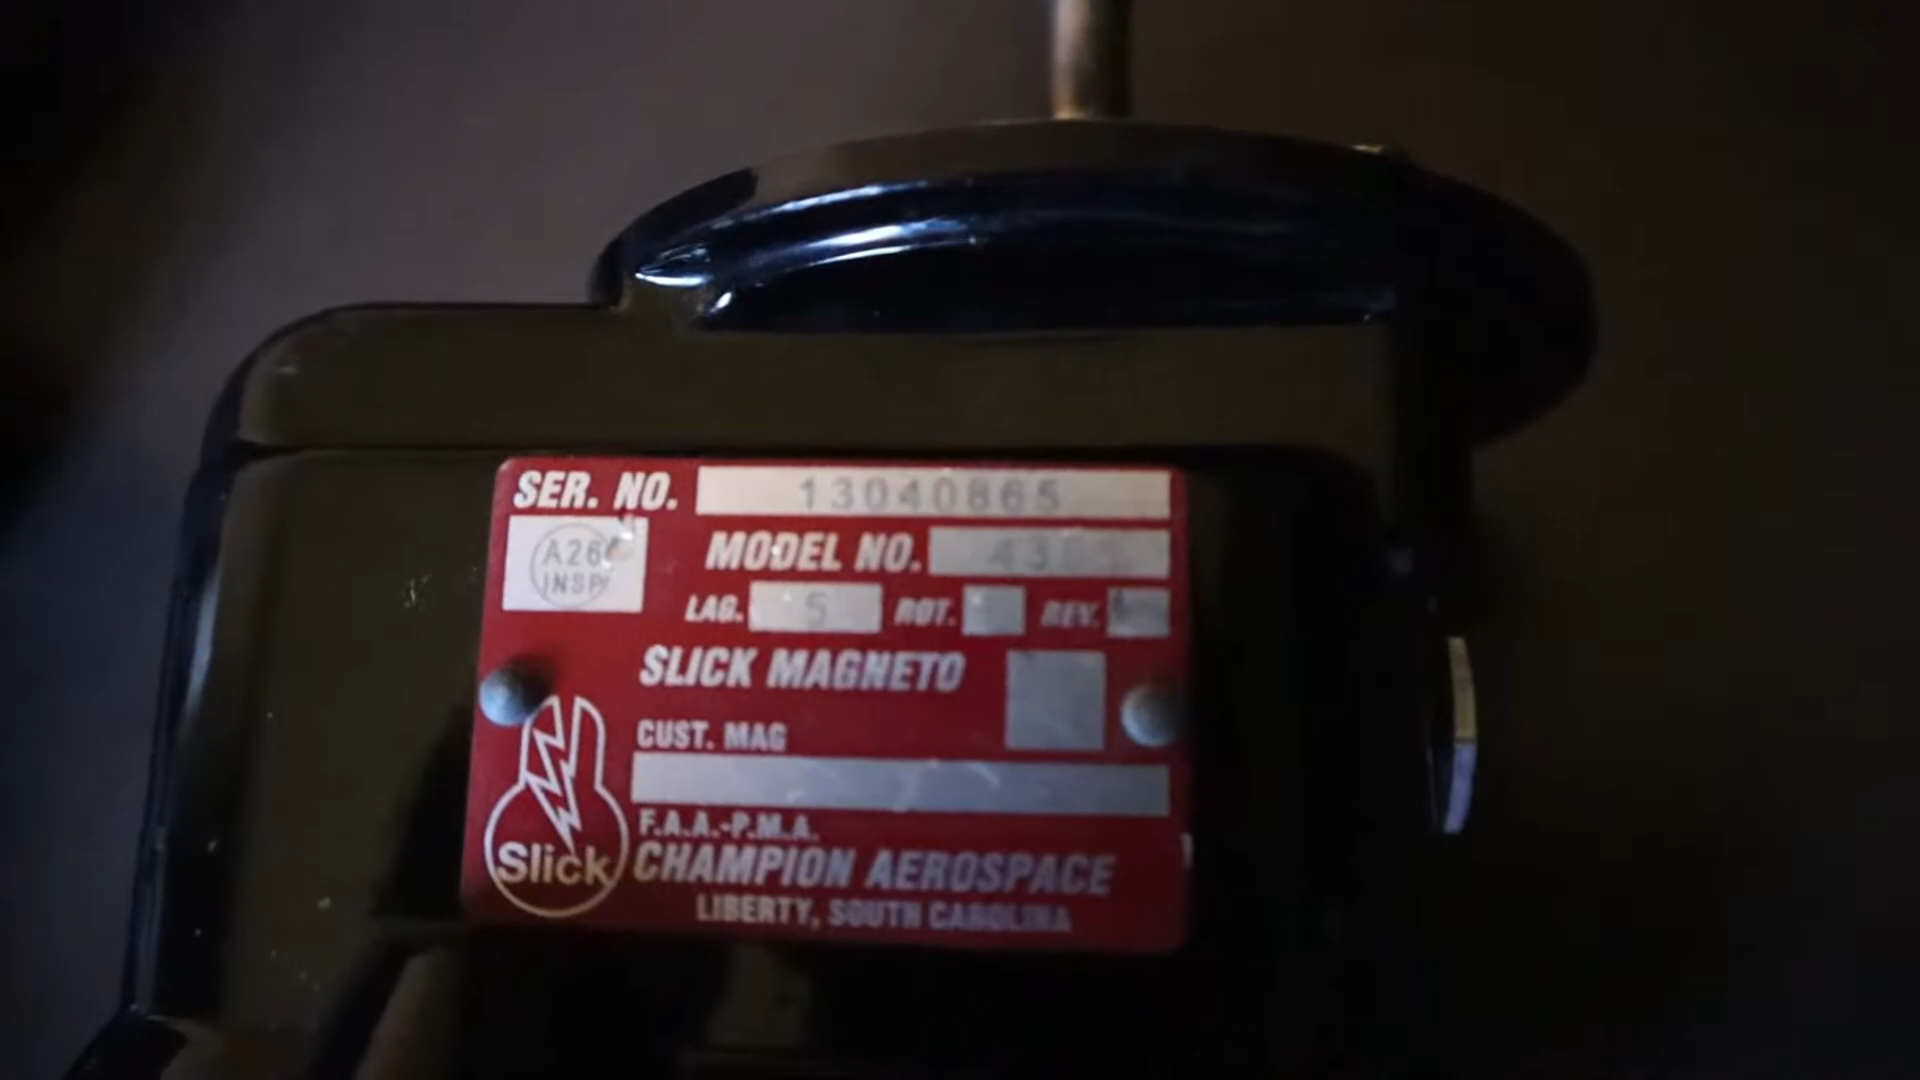 SER. NO. 13040865
A26
INSP
MODEL NO.
LAG. 5 ROT. REV.
SLICK MAGNETO
CUST. MAG
F.A.A.-P.M.A.
Slick
CHAMPION AEROSPACE
LIBERTY, SOUTH CAROLINA